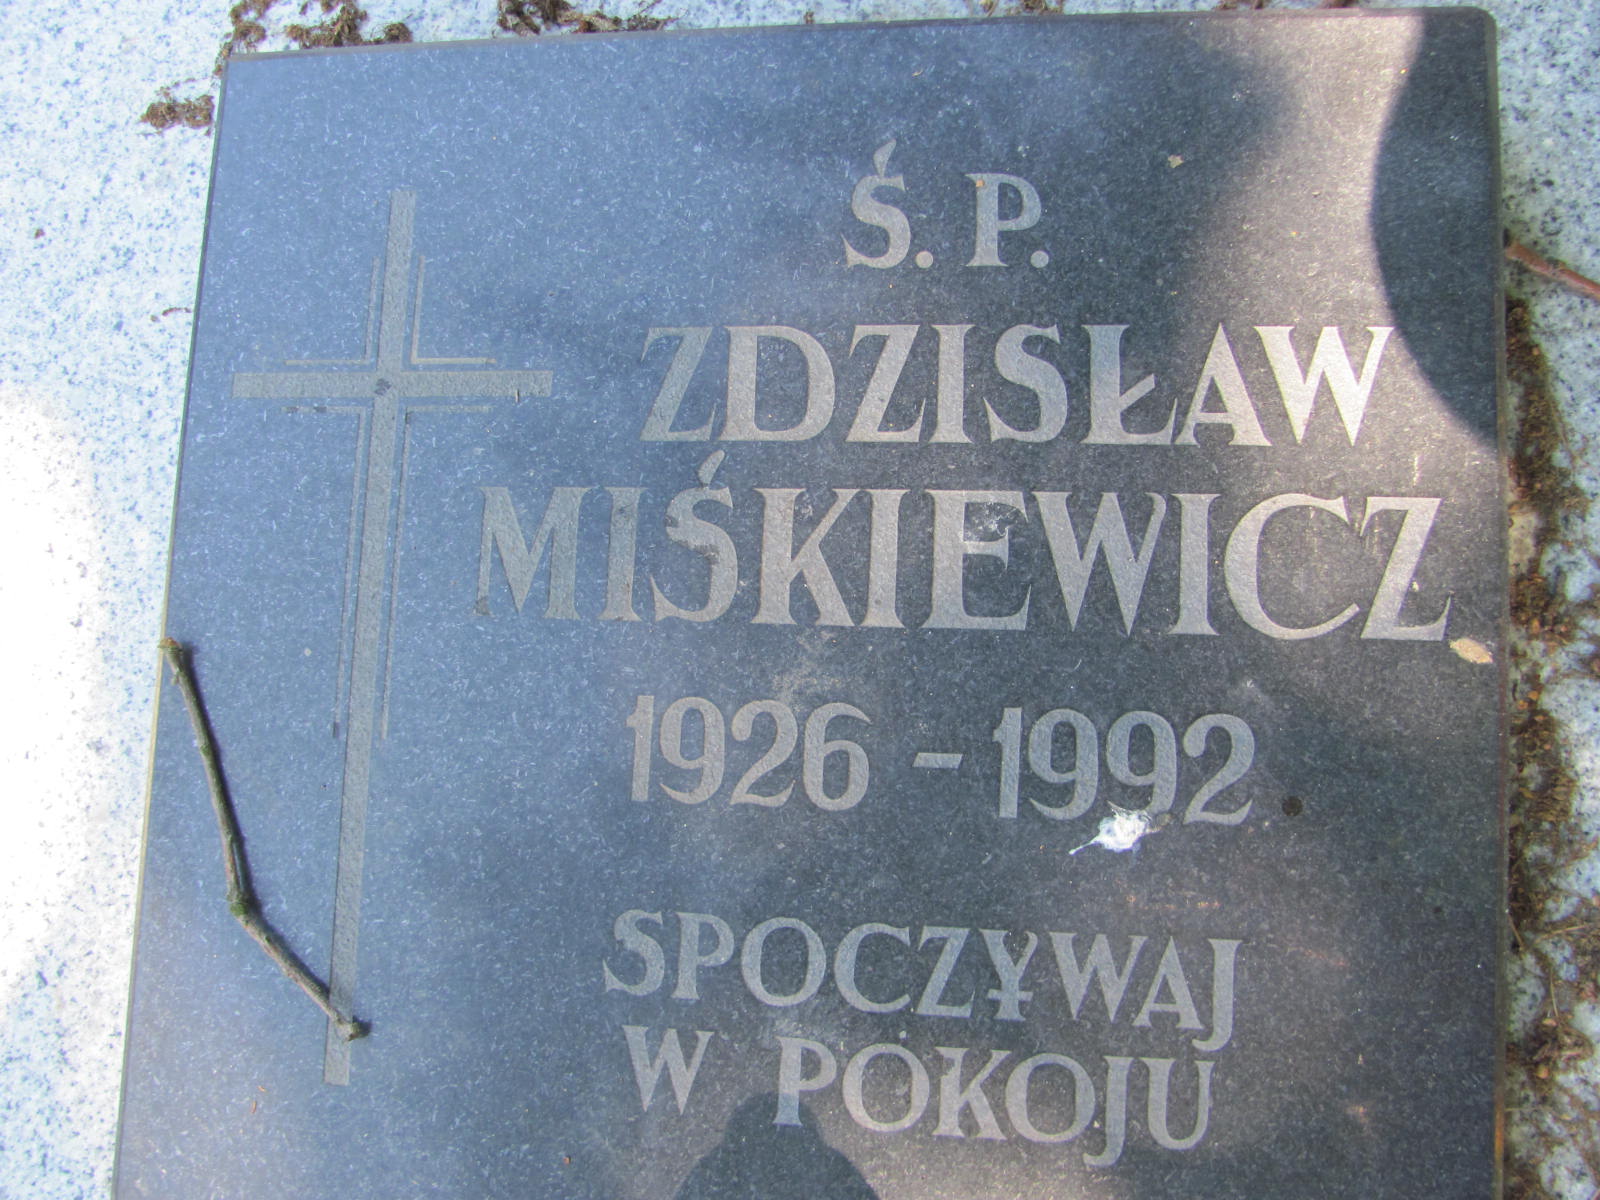 Ś. P.
ZDZISŁAW
MIŚKIEWICZ
1926 - 1992
SPOCZYWAJ
W POKOJU